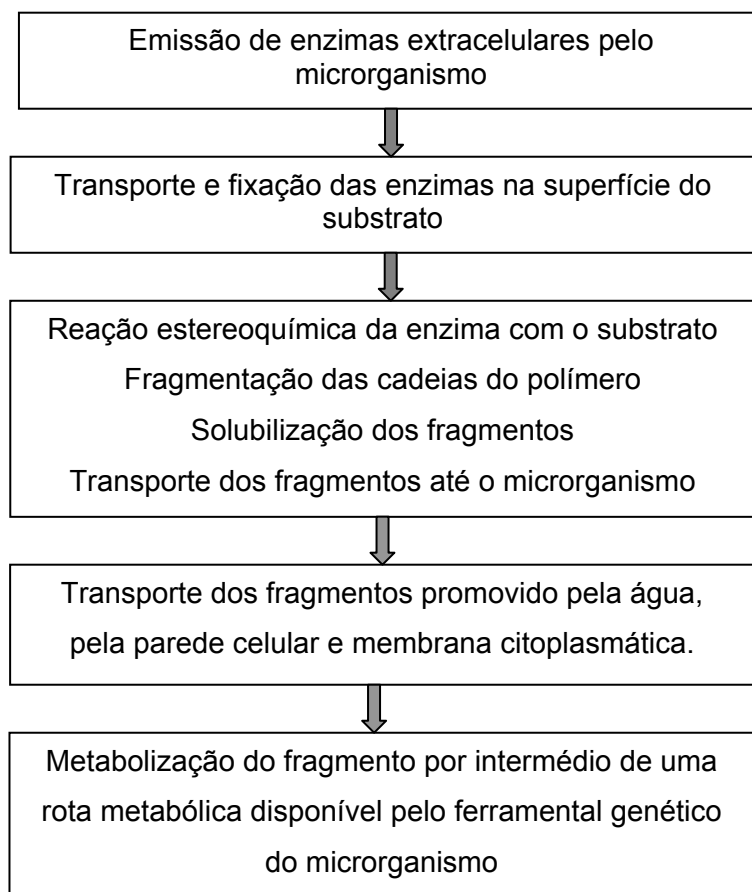 Emissão de enzimas extracelulares pelo
microrganismo
Transporte e fixação das enzimas na superfície do
substrato
Reação estereoquímica da enzima com o substrato
Fragmentação das cadeias do polímero
Solubilização dos fragmentos
Transporte dos fragmentos até o microrganismo
Transporte dos fragmentos promovido pela água,
pela parede celular e membrana citoplasmática.
Metabolização do fragmento por intermédio de uma
rota metabólica disponível pelo ferramental genético
do microrganismo